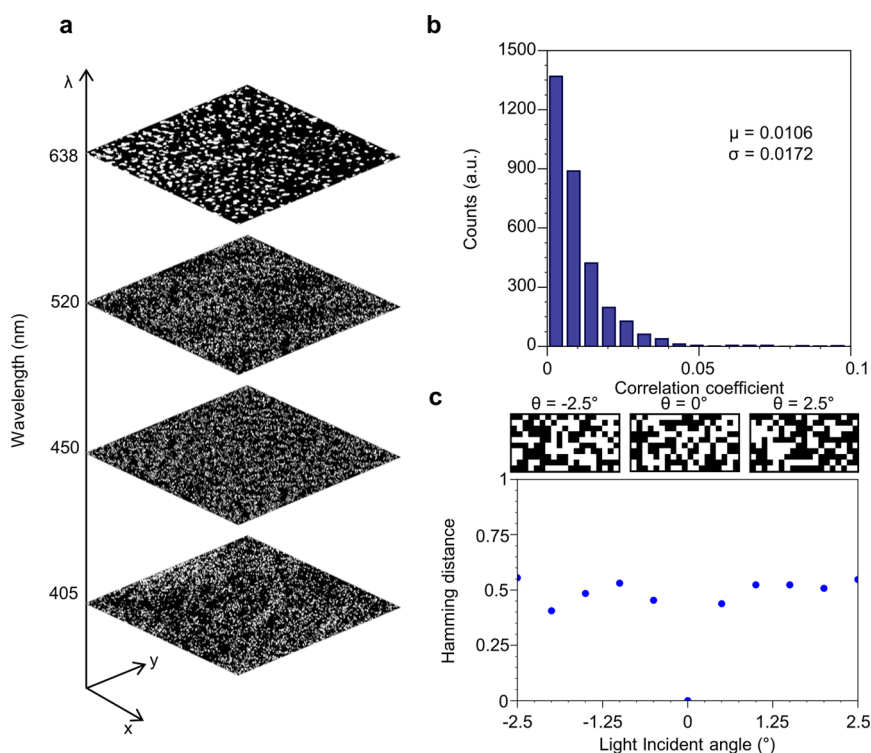 a
λ
638
520
450
405
Wavelength (nm)
y
x
b
1500
1200
900
600
300
0
Counts (a.u.)
μ = 0.0106
σ = 0.0172
0
0.05
0.1
Correlation coefficient
c
θ = -2.5°
θ = 0°
θ = 2.5°
1
0.75
0.5
0.25
0
Hamming distance
-2.5
-1.25
0
1.25
2.5
Light Incident angle (°)